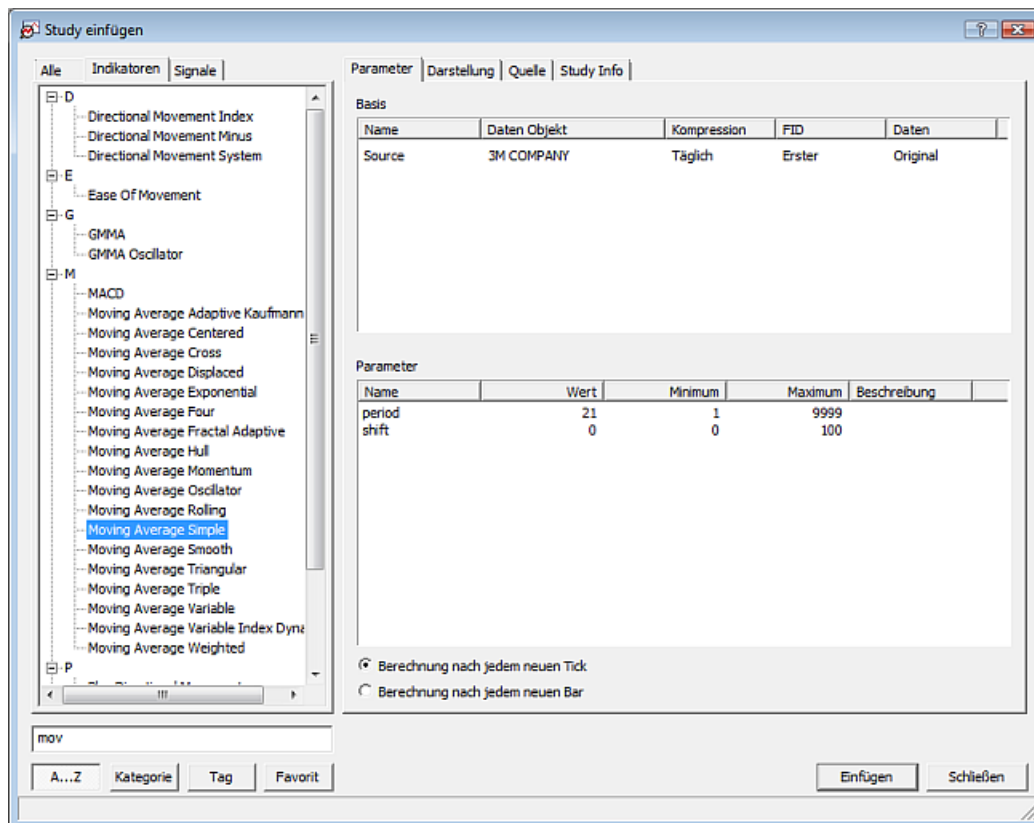 Study einfügen
Alle Indikatoren Signale
D
Directional Movement Index
Directional Movement Minus
Directional Movement System
E
Ease Of Movement
G
GMMA
GMMA Oscillator
M
MACD
Moving Average Adaptive Kaufmann
Moving Average Centered
Moving Average Cross
Moving Average Displaced
Moving Average Exponential
Moving Average Four
Moving Average Fractal Adaptive
Moving Average Hull
Moving Average Momentum
Moving Average Oscillator
Moving Average Rolling
Moving Average Simple
Moving Average Smooth
Moving Average Triangular
Moving Average Triple
Moving Average Variable
Moving Average Variable Index Dyna
Moving Average Weighted
P
mov
A...Z Kategorie Tag Favorit
Parameter Darstellung Quelle Study Info
Basis
Name Daten Objekt Kompression FID Daten
Source 3M COMPANY Täglich Erster Original
Parameter
Name Wert Minimum Maximum Beschreibung
period 21 1 9999
shift 0 0 100
Berechnung nach jedem neuen Tick
Berechnung nach jedem neuen Bar
Einfügen Schließen